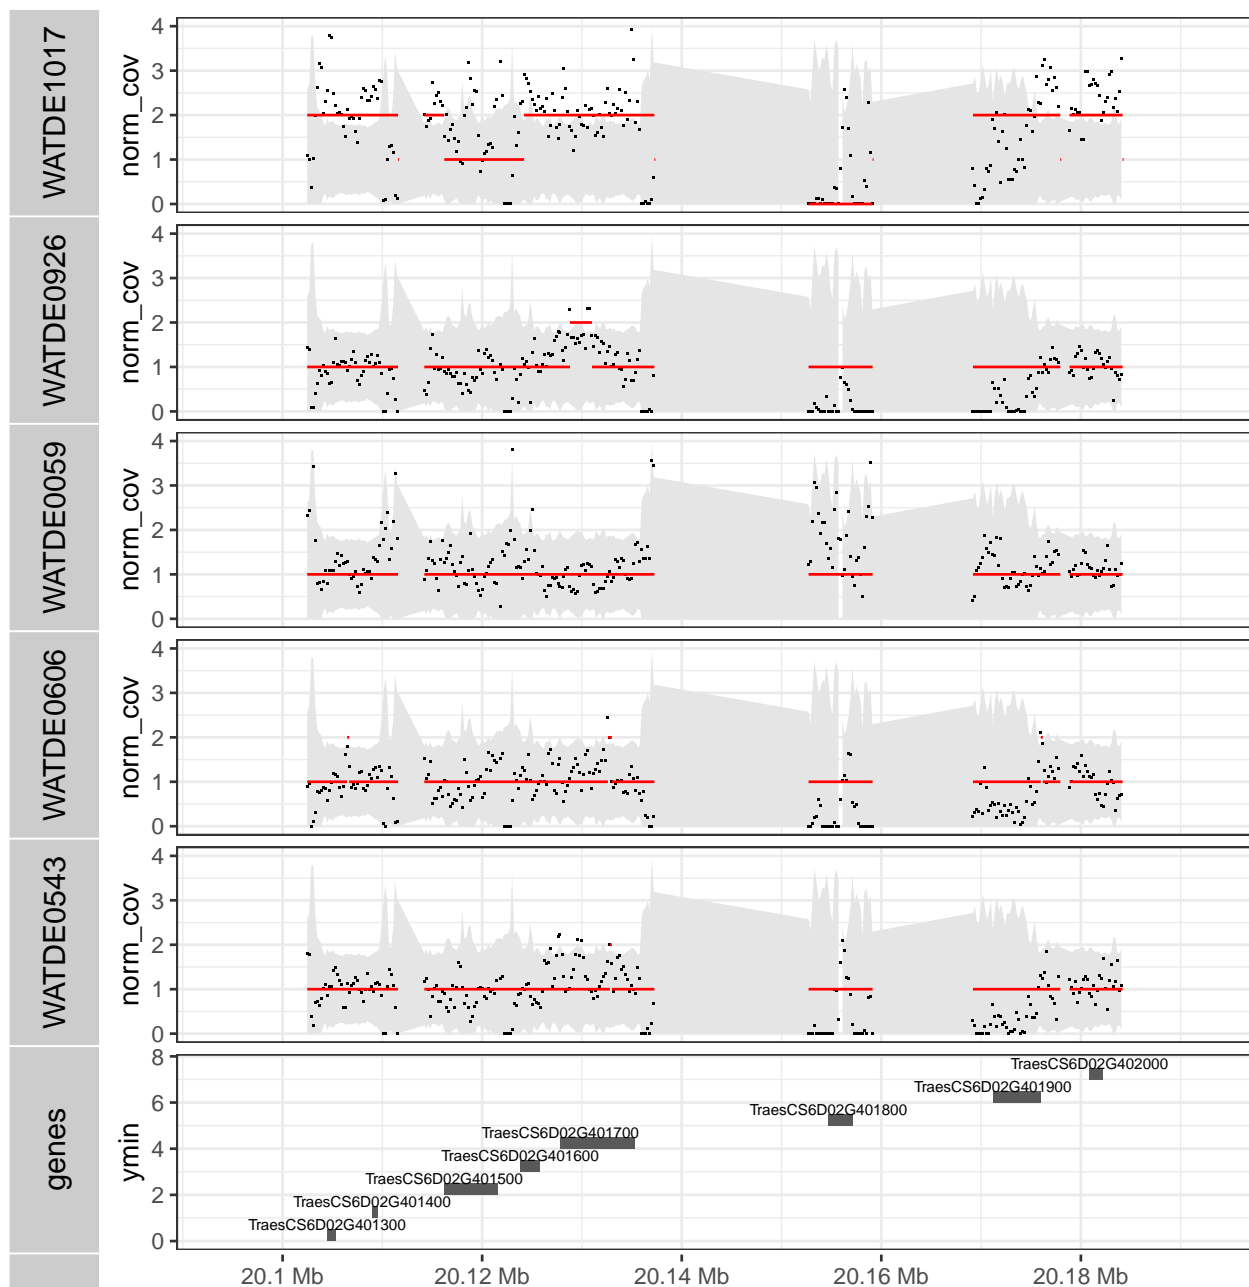 WATDE1017
norm_cov
4
3
2
1
0
WATDE0926
norm_cov
4
3
2
1
0
WATDE0059
norm_cov
4
3
2
1
0
WATDE0606
norm_cov
4
3
2
1
0
WATDE0543
norm_cov
4
3
2
1
0
genes
ymin
8
6
4
2
0
TraesCS6D02G402000
TraesCS6D02G401900
TraesCS6D02G401800
TraesCS6D02G401700
TraesCS6D02G401600
TraesCS6D02G401500
TraesCS6D02G401400
TraesCS6D02G401300
20.1 Mb 20.12 Mb 20.14 Mb 20.16 Mb 20.18 Mb